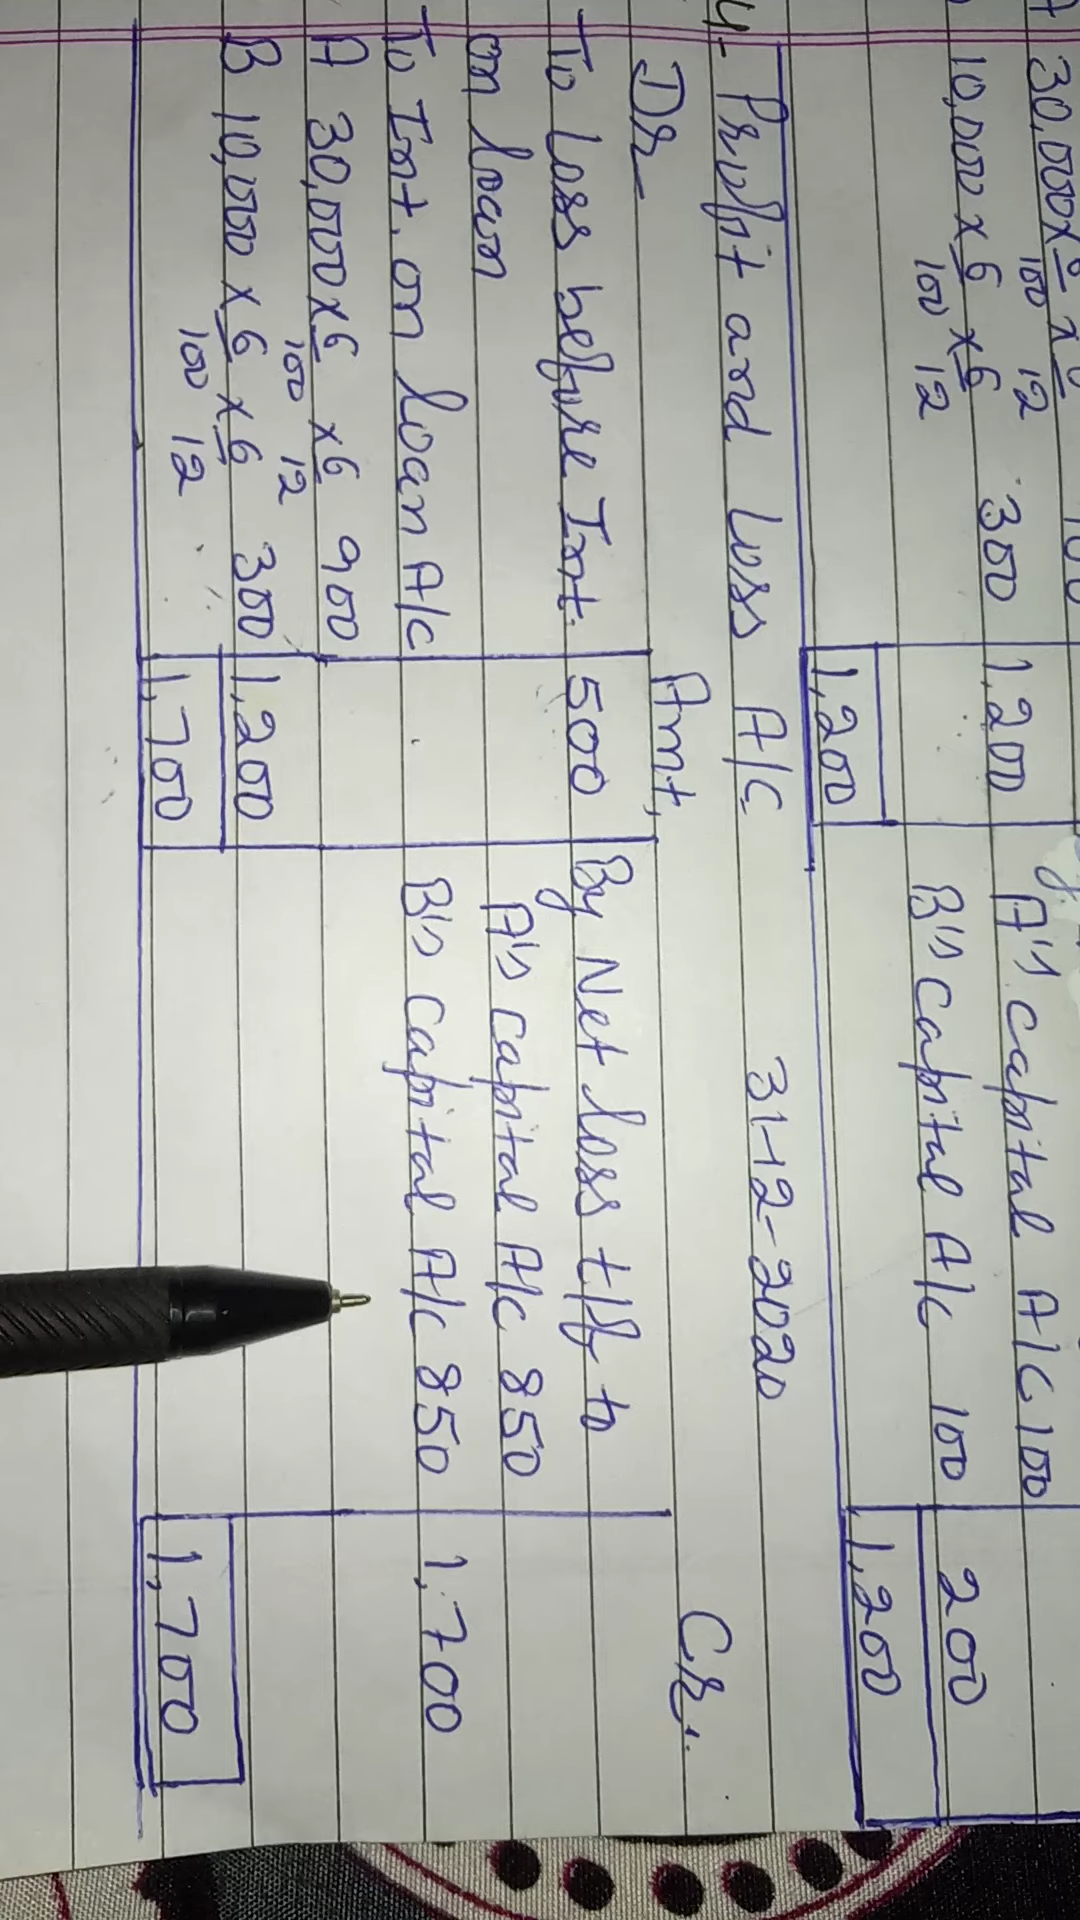 A 30,000×6/100 ×6/12
10,000×6/100 ×6/12 300 1,200
A's capital A/C 100
B's capital A/c 100 200
1,200 1,200
4. Profit and Loss A/c 31-12-2020
Dr Amt. Cr.
To Loss before Int. 500 By Net loss t/f to
on loan A's capital A/c 850
To Int. on loan A/c B's capital A/c 850 1,700
A 30,000×6/100 ×6/12 900
B 10,000×6/100 ×6/12 300 1,200
1,700 1,700